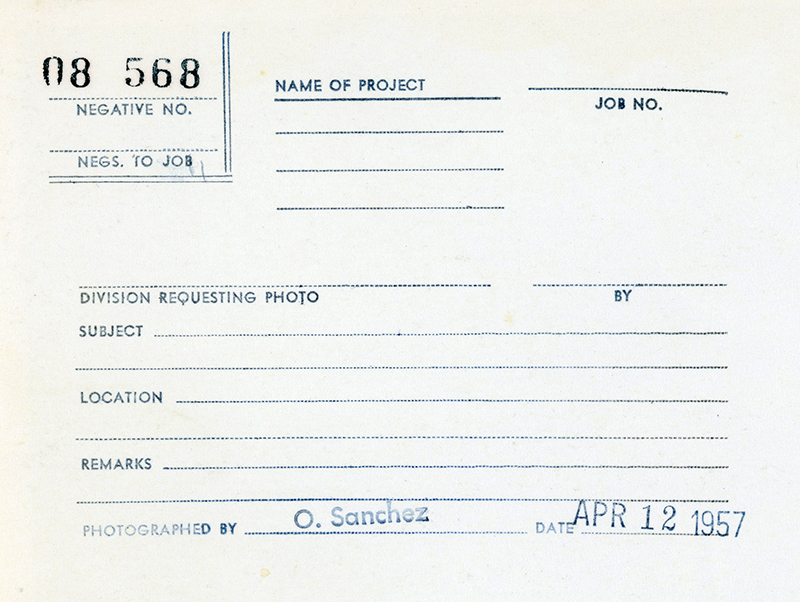 08 568
NEGATIVE NO.
NEGS. TO JOB
NAME OF PROJECT
JOB NO.
DIVISION REQUESTING PHOTO
BY
SUBJECT
LOCATION
REMARKS
PHOTOGRAPHED BY O. Sanchez DATE APR 12 1957